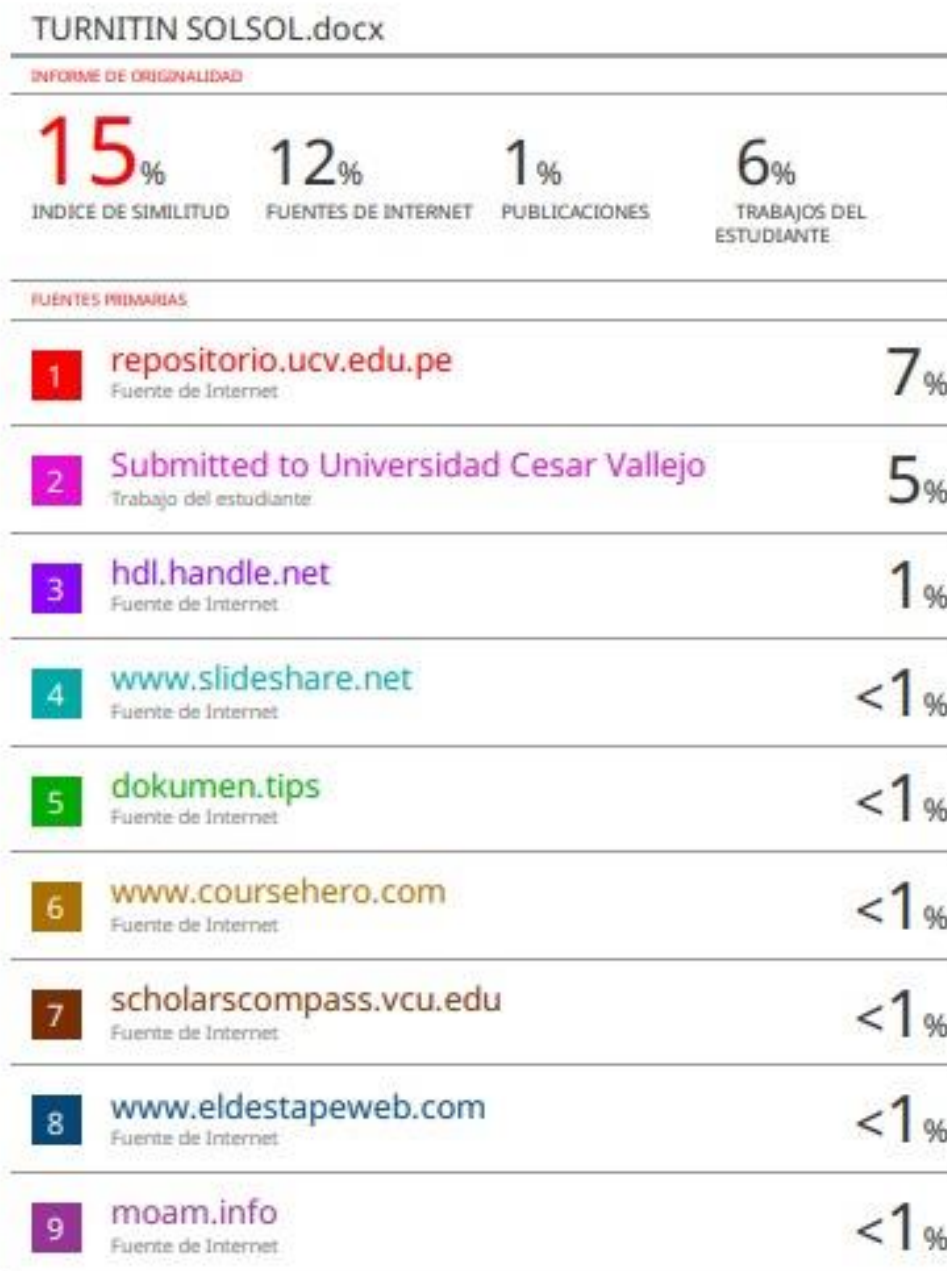 TURNITIN SOLSOL.docx
INFORME DE ORIGINALIDAD
15% 12% 1% 6%
INDICE DE SIMILITUD FUENTES DE INTERNET PUBLICACIONES TRABAJOS DEL
ESTUDIANTE
FUENTES PRIMARIAS
1 repositorio.ucv.edu.pe 7%
Fuente de Internet
2 Submitted to Universidad Cesar Vallejo 5%
Trabajo del estudiante
3 hdl.handle.net 1%
Fuente de Internet
4 www.slideshare.net <1%
Fuente de Internet
5 dokumen.tips <1%
Fuente de Internet
6 www.coursehero.com <1%
Fuente de Internet
7 scholarscompass.vcu.edu <1%
Fuente de Internet
8 www.eldestapeweb.com <1%
Fuente de Internet
9 moam.info <1%
Fuente de Internet